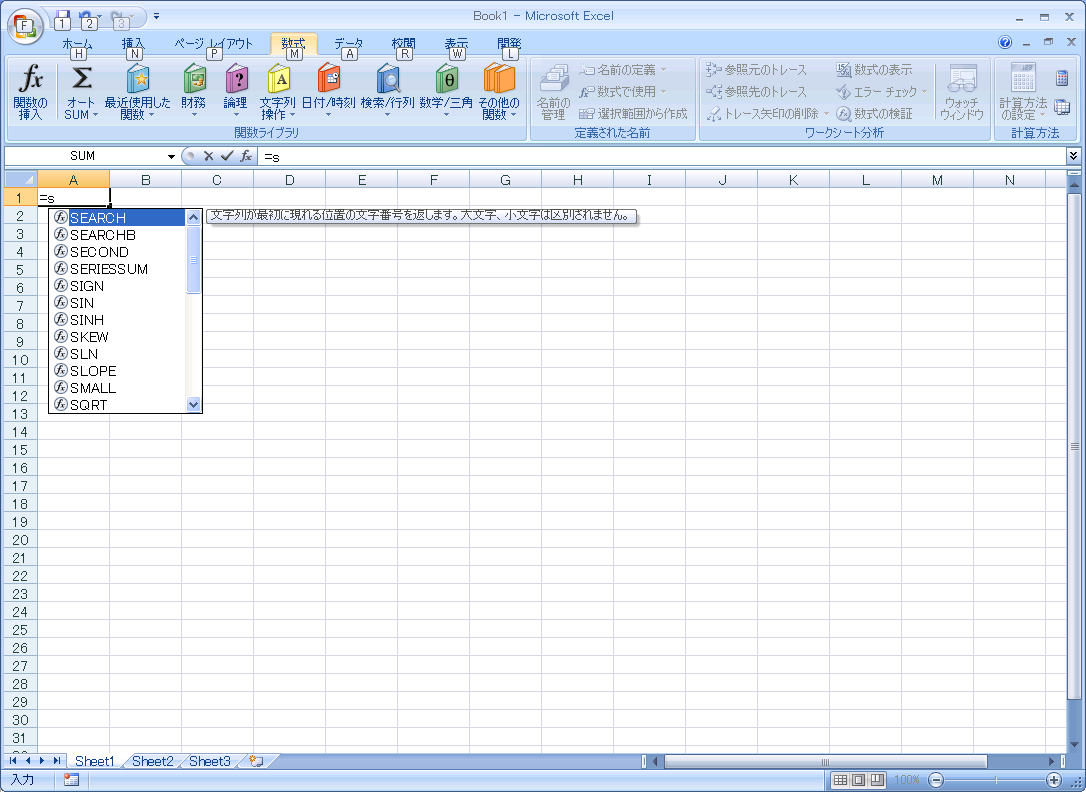 Book1 - Microsoft Excel
F 1 2 3
ホーム 挿入 ページ レイアウト 数式 データ 校閲 表示 開発
H N P M A R W L
関数の挿入 オート SUM 最近使用した関数 財務 論理 文字列操作 日付/時刻 検索/行列 数学/三角 その他の関数
関数ライブラリ
名前の管理 名前の定義 数式で使用 選択範囲から作成
定義された名前
参照元のトレース 参照先のトレース トレース矢印の削除 数式の表示 エラー チェック 数式の検証 ウォッチ ウィンドウ
ワークシート分析
計算方法の設定
計算方法
SUM fx =s
A B C D E F G H I J K L M N
1 =s
2
3
4
5
6
7
8
9
10
11
12
13
14
15
16
17
18
19
20
21
22
23
24
25
26
27
28
29
30
31
SEARCH 文字列が最初に現れる位置の文字番号を返します。大文字、小文字は区別されません。
SEARCHB
SECOND
SERIESSUM
SIGN
SIN
SINH
SKEW
SLN
SLOPE
SMALL
SQRT
Sheet1 Sheet2 Sheet3
入力 100%